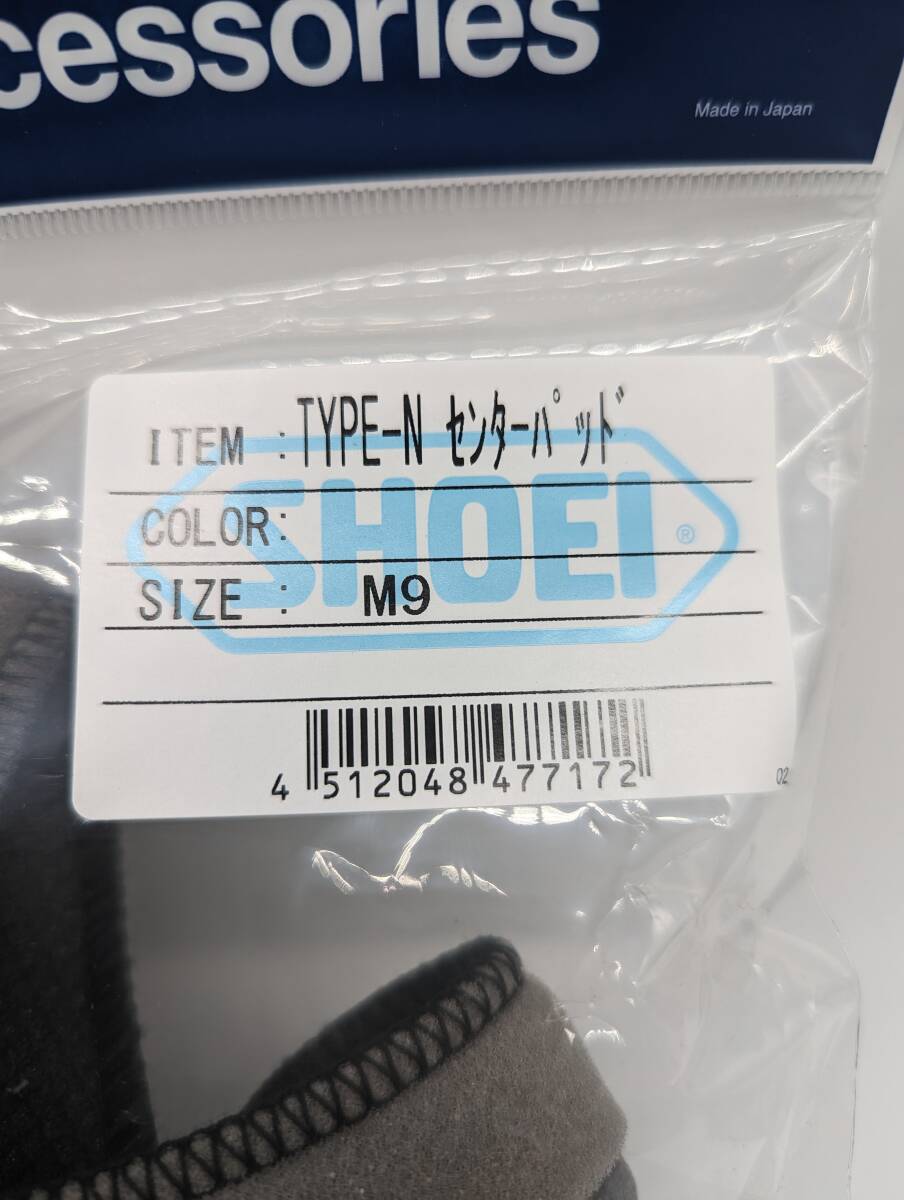 cessories
Made in Japan
ITEM : TYPE-N ｾﾝﾀｰﾊﾟｯﾄﾞ
COLOR:
SHOEI ®
SIZE : M9
4 512048 477172
02